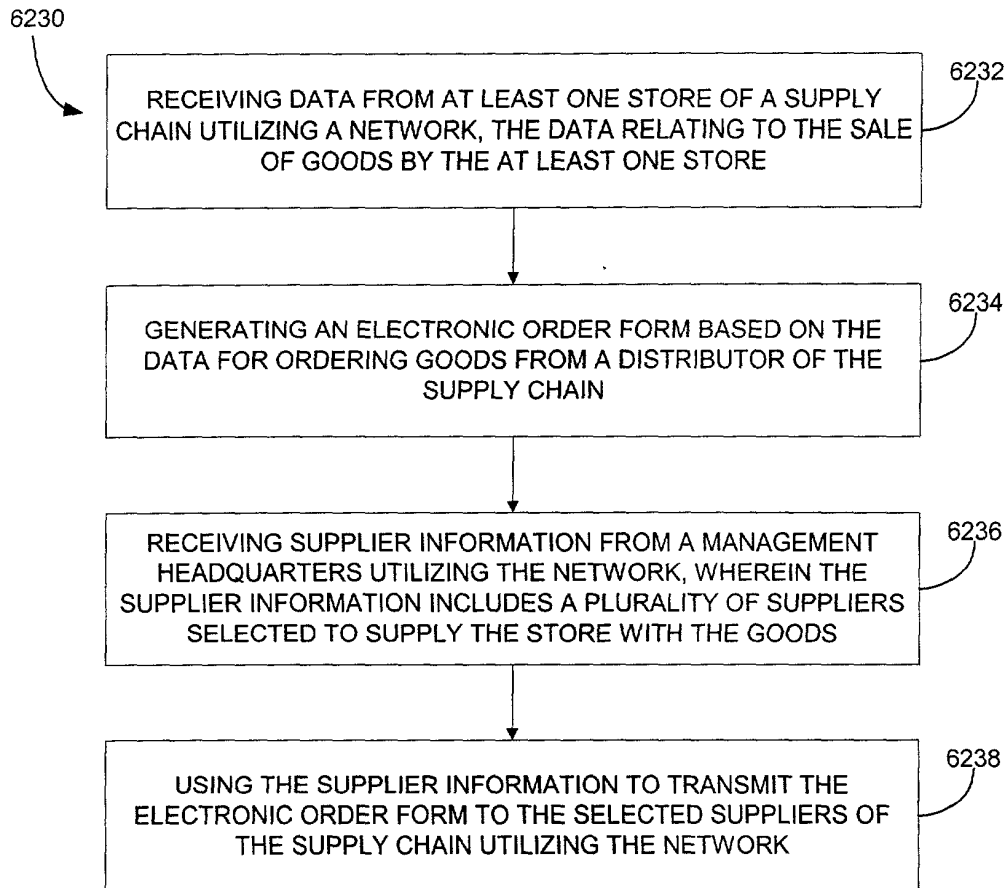 6230
6232
RECEIVING DATA FROM AT LEAST ONE STORE OF A SUPPLY
CHAIN UTILIZING A NETWORK, THE DATA RELATING TO THE SALE
OF GOODS BY THE AT LEAST ONE STORE
6234
GENERATING AN ELECTRONIC ORDER FORM BASED ON THE
DATA FOR ORDERING GOODS FROM A DISTRIBUTOR OF THE
SUPPLY CHAIN
6236
RECEIVING SUPPLIER INFORMATION FROM A MANAGEMENT
HEADQUARTERS UTILIZING THE NETWORK, WHEREIN THE
SUPPLIER INFORMATION INCLUDES A PLURALITY OF SUPPLIERS
SELECTED TO SUPPLY THE STORE WITH THE GOODS
6238
USING THE SUPPLIER INFORMATION TO TRANSMIT THE
ELECTRONIC ORDER FORM TO THE SELECTED SUPPLIERS OF
THE SUPPLY CHAIN UTILIZING THE NETWORK